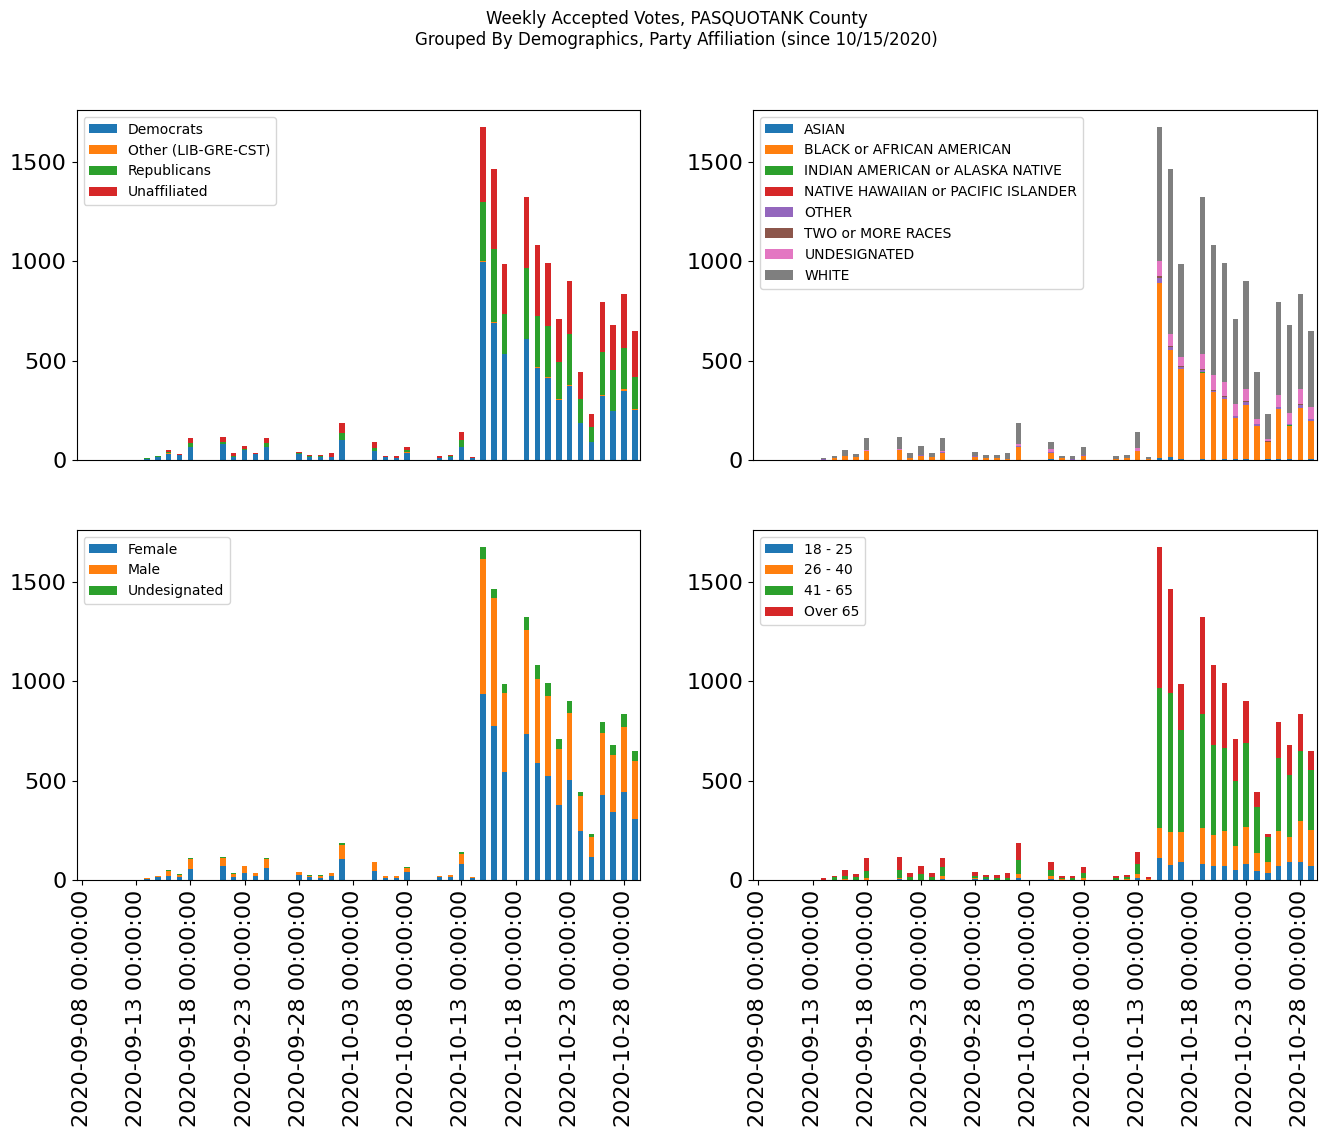 Weekly Accepted Votes, PASQUOTANK County
Grouped By Demographics, Party Affiliation (since 10/15/2020)
1500
1000
500
0
Democrats
Other (LIB-GRE-CST)
Republicans
Unaffiliated
1500
1000
500
0
ASIAN
BLACK or AFRICAN AMERICAN
INDIAN AMERICAN or ALASKA NATIVE
NATIVE HAWAIIAN or PACIFIC ISLANDER
OTHER
TWO or MORE RACES
UNDESIGNATED
WHITE
1500
1000
500
0
Female
Male
Undesignated
2020-09-08 00:00:00
2020-09-13 00:00:00
2020-09-18 00:00:00
2020-09-23 00:00:00
2020-09-28 00:00:00
2020-10-03 00:00:00
2020-10-08 00:00:00
2020-10-13 00:00:00
2020-10-18 00:00:00
2020-10-23 00:00:00
2020-10-28 00:00:00
1500
1000
500
0
18 - 25
26 - 40
41 - 65
Over 65
2020-09-08 00:00:00
2020-09-13 00:00:00
2020-09-18 00:00:00
2020-09-23 00:00:00
2020-09-28 00:00:00
2020-10-03 00:00:00
2020-10-08 00:00:00
2020-10-13 00:00:00
2020-10-18 00:00:00
2020-10-23 00:00:00
2020-10-28 00:00:00